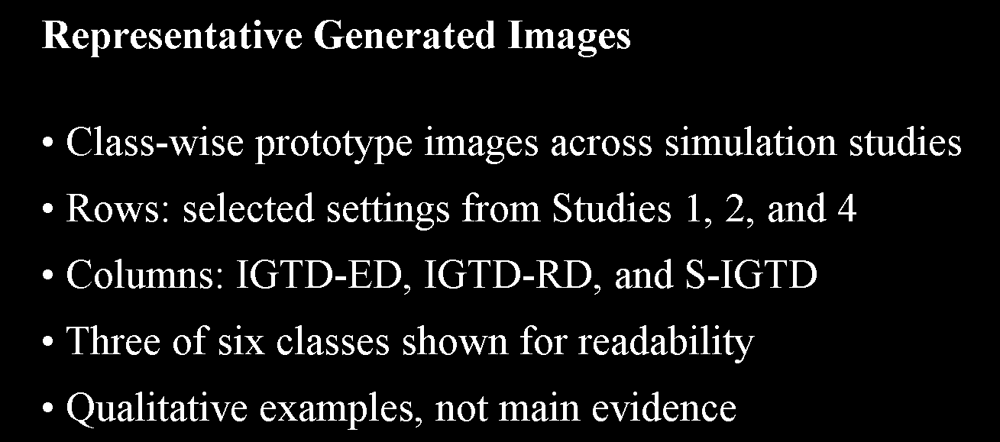 Representative Generated Images
• Class-wise prototype images across simulation studies
• Rows: selected settings from Studies 1, 2, and 4
• Columns: IGTD-ED, IGTD-RD, and S-IGTD
• Three of six classes shown for readability
• Qualitative examples, not main evidence